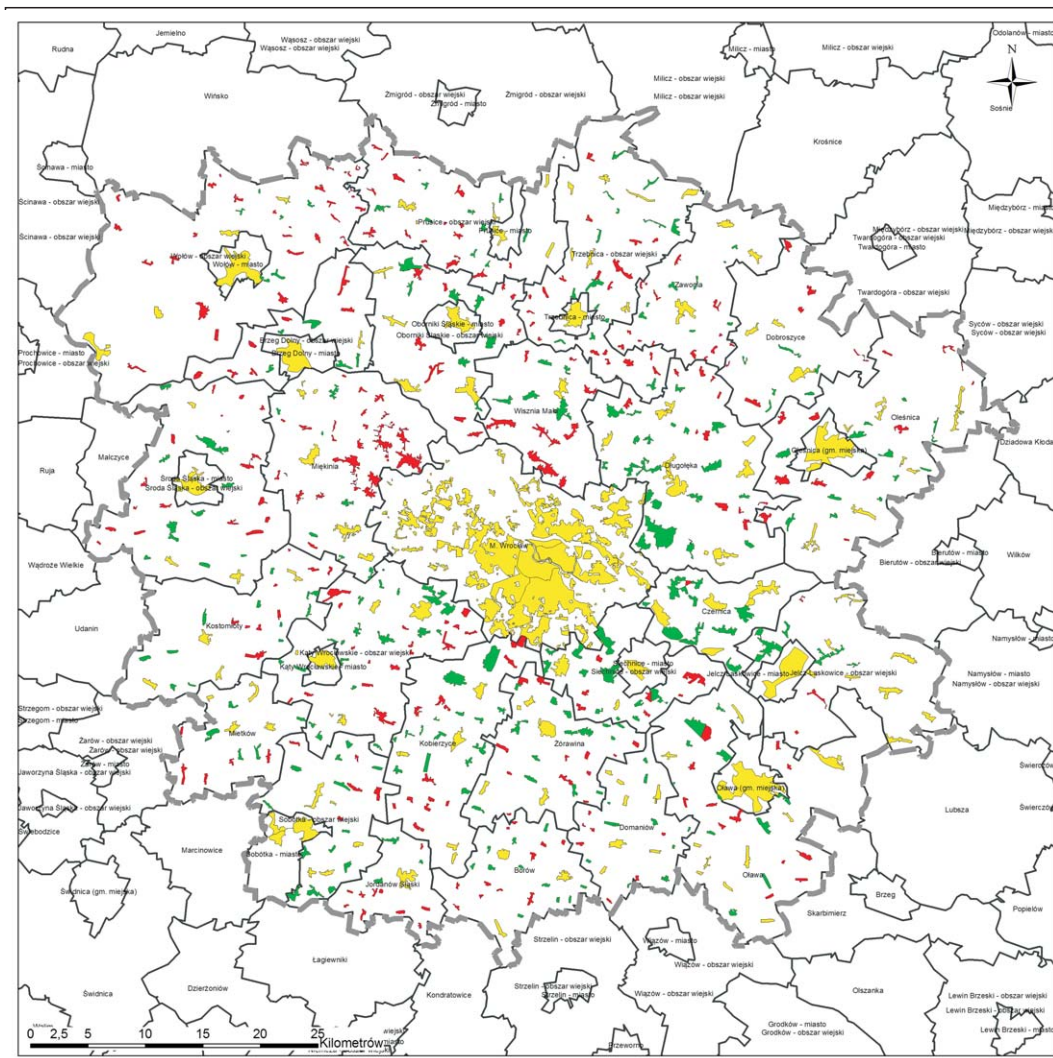 Jemielno
Wąsosz - obszar wiejski
Wąsosz - obszar wiejski
Rudna
Milicz - miasto
Milicz - obszar wiejski
Odolanów - miasto
N
Wińsko
Żmigród - obszar wiejski
Żmigród - miasto
Żmigród - obszar wiejski
Milicz - obszar wiejski
Milicz - obszar wiejski
Sośnie
Krośnice
Ścinawa - miasto
Ścinawa - obszar wiejski
Ścinawa - obszar wiejski
Prusice - obszar wiejski
Prusice - miasto
Międzybórz - miasto
Międzybórz - obszar wiejski
Międzybórz - obszar wiejski
Twardogóra - obszar wiejski
Twardogóra - miasto
Wołów - obszar wiejski
Wołów - miasto
Trzebnica - obszar wiejski
Zawonia
Twardogóra - obszar wiejski
Trzebnica - miasto
Oborniki Śląskie - miasto
Oborniki Śląskie - obszar wiejski
Syców - obszar wiejski
Syców - obszar wiejski
Brzeg Dolny - obszar wiejski
Brzeg Dolny - miasto
Dobroszyce
Prochowice - miasto
Prochowice - obszar wiejski
Wisznia Mała
Oleśnica
Dziadowa Kłoda
Malczyce
Oleśnica (gm. miejska)
Ruja
Miękinia
Długołęka
Środa Śląska - miasto
Środa Śląska - obszar wiejski
M. Wrocław
Bierutów - miasto
Bierutów - obszar wiejski
Wilków
Wądroże Wielkie
Czernica
Udanin
Kostomłoty
Namysłów - miasto
Kąty Wrocławskie - obszar wiejski
Kąty Wrocławskie - miasto
Siechnice - miasto
Siechnice - obszar wiejski
Jelcz-Laskowice - miasto
Jelcz-Laskowice - obszar wiejski
Namysłów - miasto
Namysłów - obszar wiejski
Strzegom - obszar wiejski
Strzegom - miasto
Mietków
Kobierzyce
Żórawina
Żarów - obszar wiejski
Żarów - obszar wiejski
Żarów - miasto
Jaworzyna Śląska - obszar wiejski
Świerczów
Oława (gm. miejska)
Jaworzyna Śląska - obszar wiejski
Lubsza
Świerczów
Sobótka - obszar wiejski
Świebodzice
Domaniów
Marcinowice
Sobótka - miasto
Borów
Oława
Jordanów Śląski
Świdnica (gm. miejska)
Brzeg
Skarbimierz
Popielów
Strzelin - obszar wiejski
Wiązów - miasto
Łagiewniki
Wiązów - obszar wiejski
Dzierżoniów
Kondratowice
Strzelin - obszar wiejski
Strzelin - miasto
Świdnica
Wiązów - obszar wiejski
Olszanka
Lewin Brzeski - obszar wiejski
Lewin Brzeski - obszar wiejski
Grodków - miasto
Grodków - obszar wiejski
Lewin Brzeski - miasto
0 2,5 5 10 15 20 25
Kilometrów
Przeworno